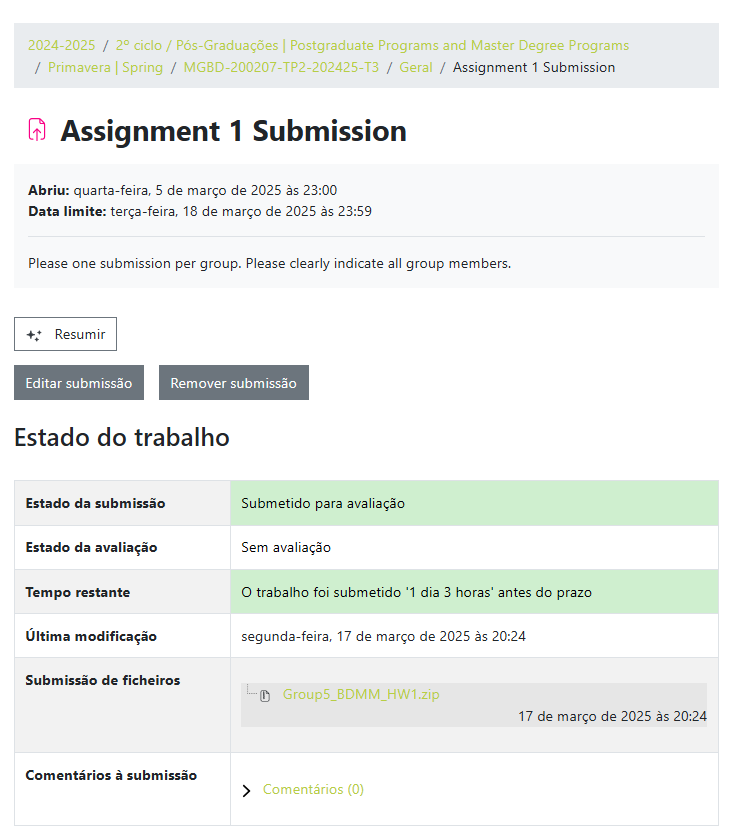 2024-2025 / 2º ciclo / Pós-Graduações | Postgraduate Programs and Master Degree Programs
/ Primavera | Spring / MGBD-200207-TP2-202425-T3 / Geral / Assignment 1 Submission
Assignment 1 Submission
Abriu: quarta-feira, 5 de março de 2025 às 23:00
Data limite: terça-feira, 18 de março de 2025 às 23:59
Please one submission per group. Please clearly indicate all group members.
Resumir
Editar submissão Remover submissão
Estado do trabalho
Estado da submissão Submetido para avaliação
Estado da avaliação Sem avaliação
Tempo restante O trabalho foi submetido '1 dia 3 horas' antes do prazo
Última modificação segunda-feira, 17 de março de 2025 às 20:24
Submissão de ficheiros Group5_BDMM_HW1.zip
17 de março de 2025 às 20:24
Comentários à submissão Comentários (0)